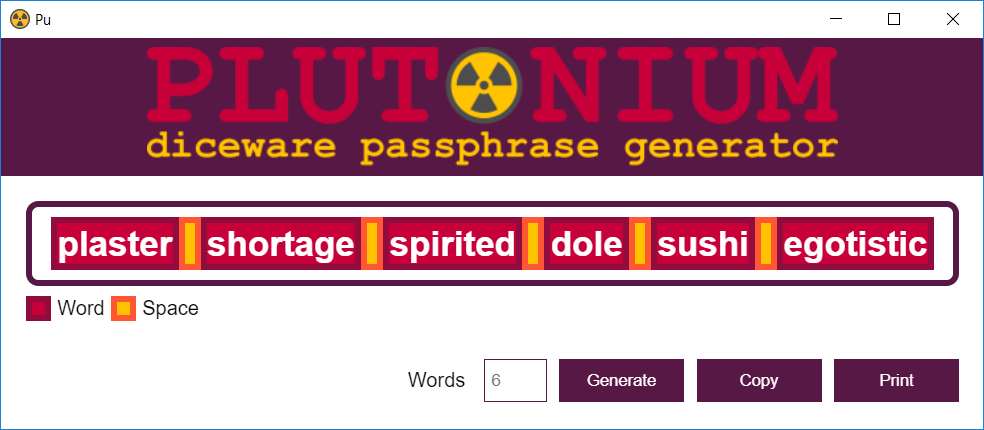 Pu
PLUTONIUM
diceware passphrase generator
plaster shortage spirited dole sushi egotistic
Word Space
Words 6 Generate Copy Print